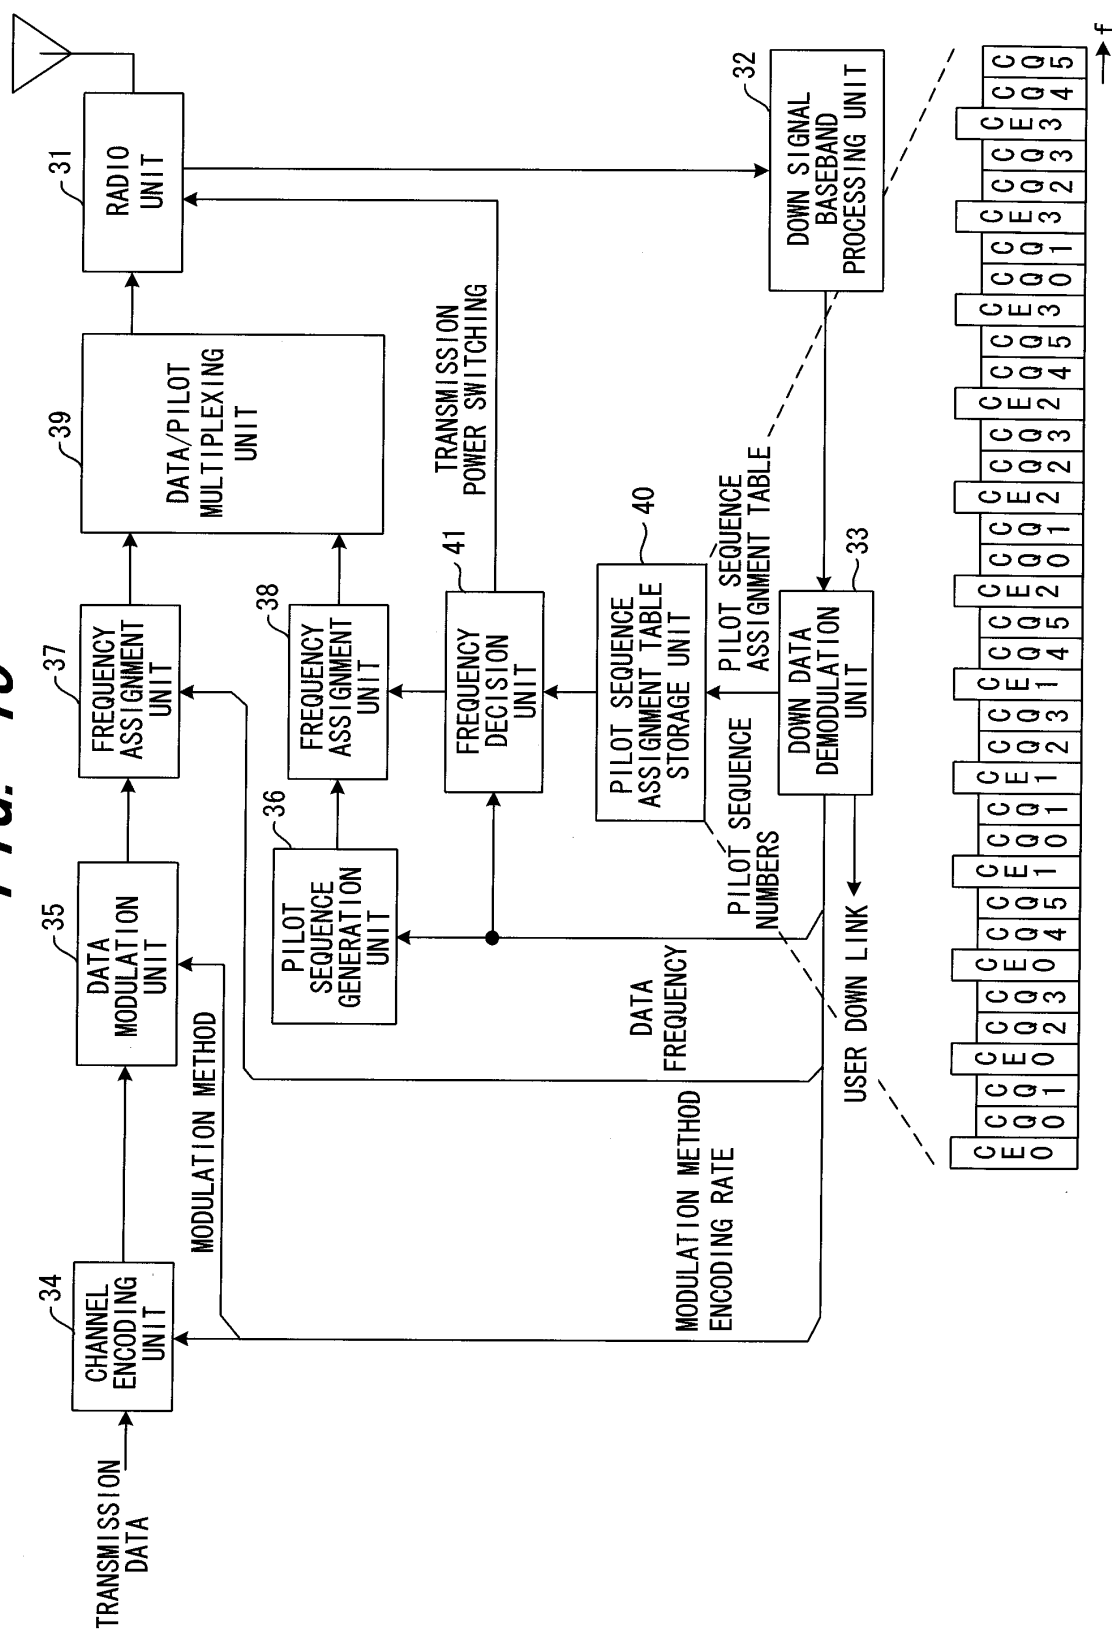 TRANSMISSION
DATA
34
CHANNEL
ENCODING
UNIT
35
DATA
MODULATION
UNIT
37
FREQUENCY
ASSIGNMENT
UNIT
39
DATA/PILOT
MULTIPLEXING
UNIT
31
RADIO
UNIT
MODULATION METHOD
36
PILOT
SEQUENCE
GENERATION
UNIT
38
FREQUENCY
ASSIGNMENT
UNIT
41
FREQUENCY
DECISION
UNIT
TRANSMISSION
POWER SWITCHING
40
PILOT SEQUENCE
ASSIGNMENT TABLE
STORAGE UNIT
DATA
FREQUENCY
MODULATION METHOD
ENCODING RATE
PILOT SEQUENCE
NUMBERS
PILOT SEQUENCE
ASSIGNMENT TABLE
32
DOWN SIGNAL
BASEBAND
PROCESSING UNIT
33
DOWN DATA
DEMODULATION
UNIT
USER DOWN LINK
CE0
CQ0
CQ1
CE0
CQ2
CQ3
CE0
CQ4
CQ5
CE1
CQ0
CQ1
CE1
CQ2
CQ3
CE1
CQ4
CQ5
CE2
CQ0
CQ1
CE2
CQ2
CQ3
CE2
CQ4
CQ5
CE3
CQ0
CQ1
CE3
CQ2
CQ3
CE3
CQ4
CQ5
f